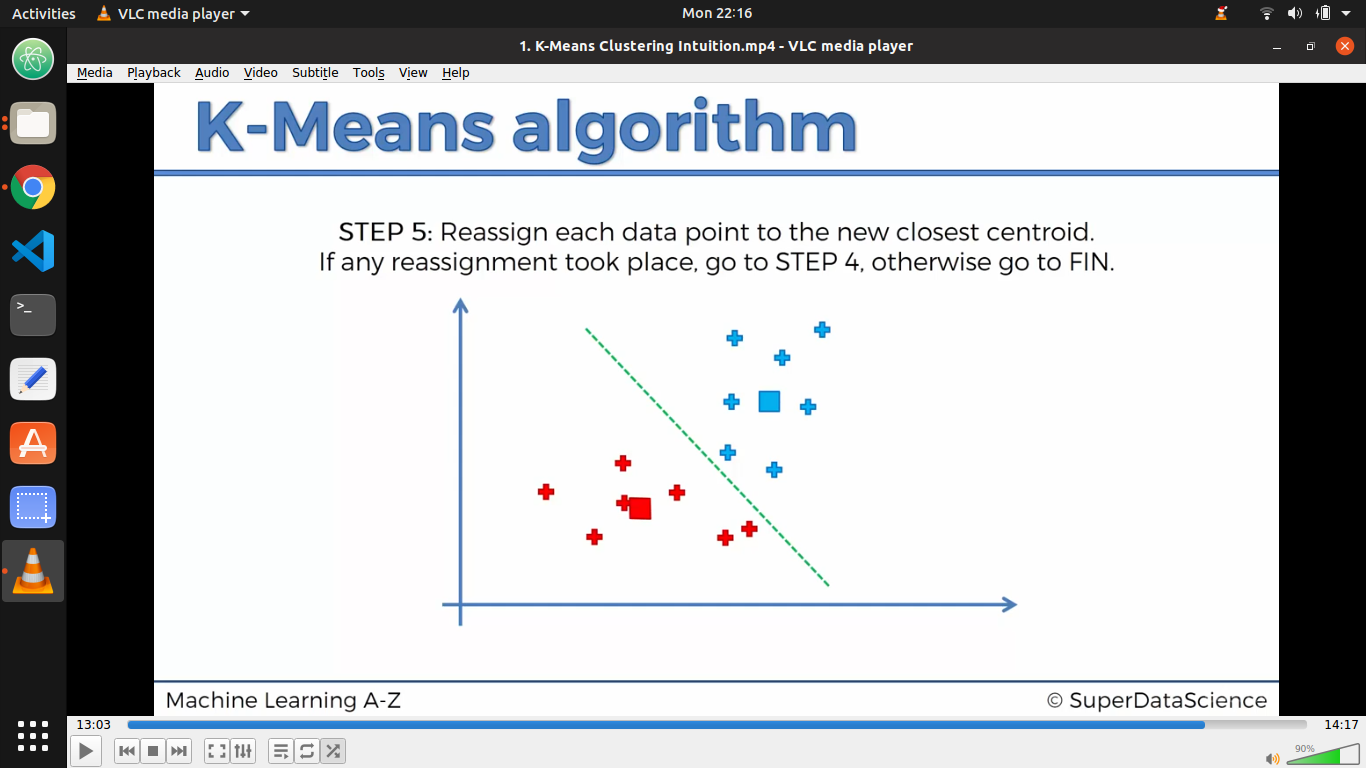 Activities VLC media player Mon 22:16
1. K-Means Clustering Intuition.mp4 - VLC media player
Media Playback Audio Video Subtitle Tools View Help
K-Means algorithm
STEP 5: Reassign each data point to the new closest centroid.
If any reassignment took place, go to STEP 4, otherwise go to FIN.
>_
Machine Learning A-Z © SuperDataScience
13:03 14:17
90%